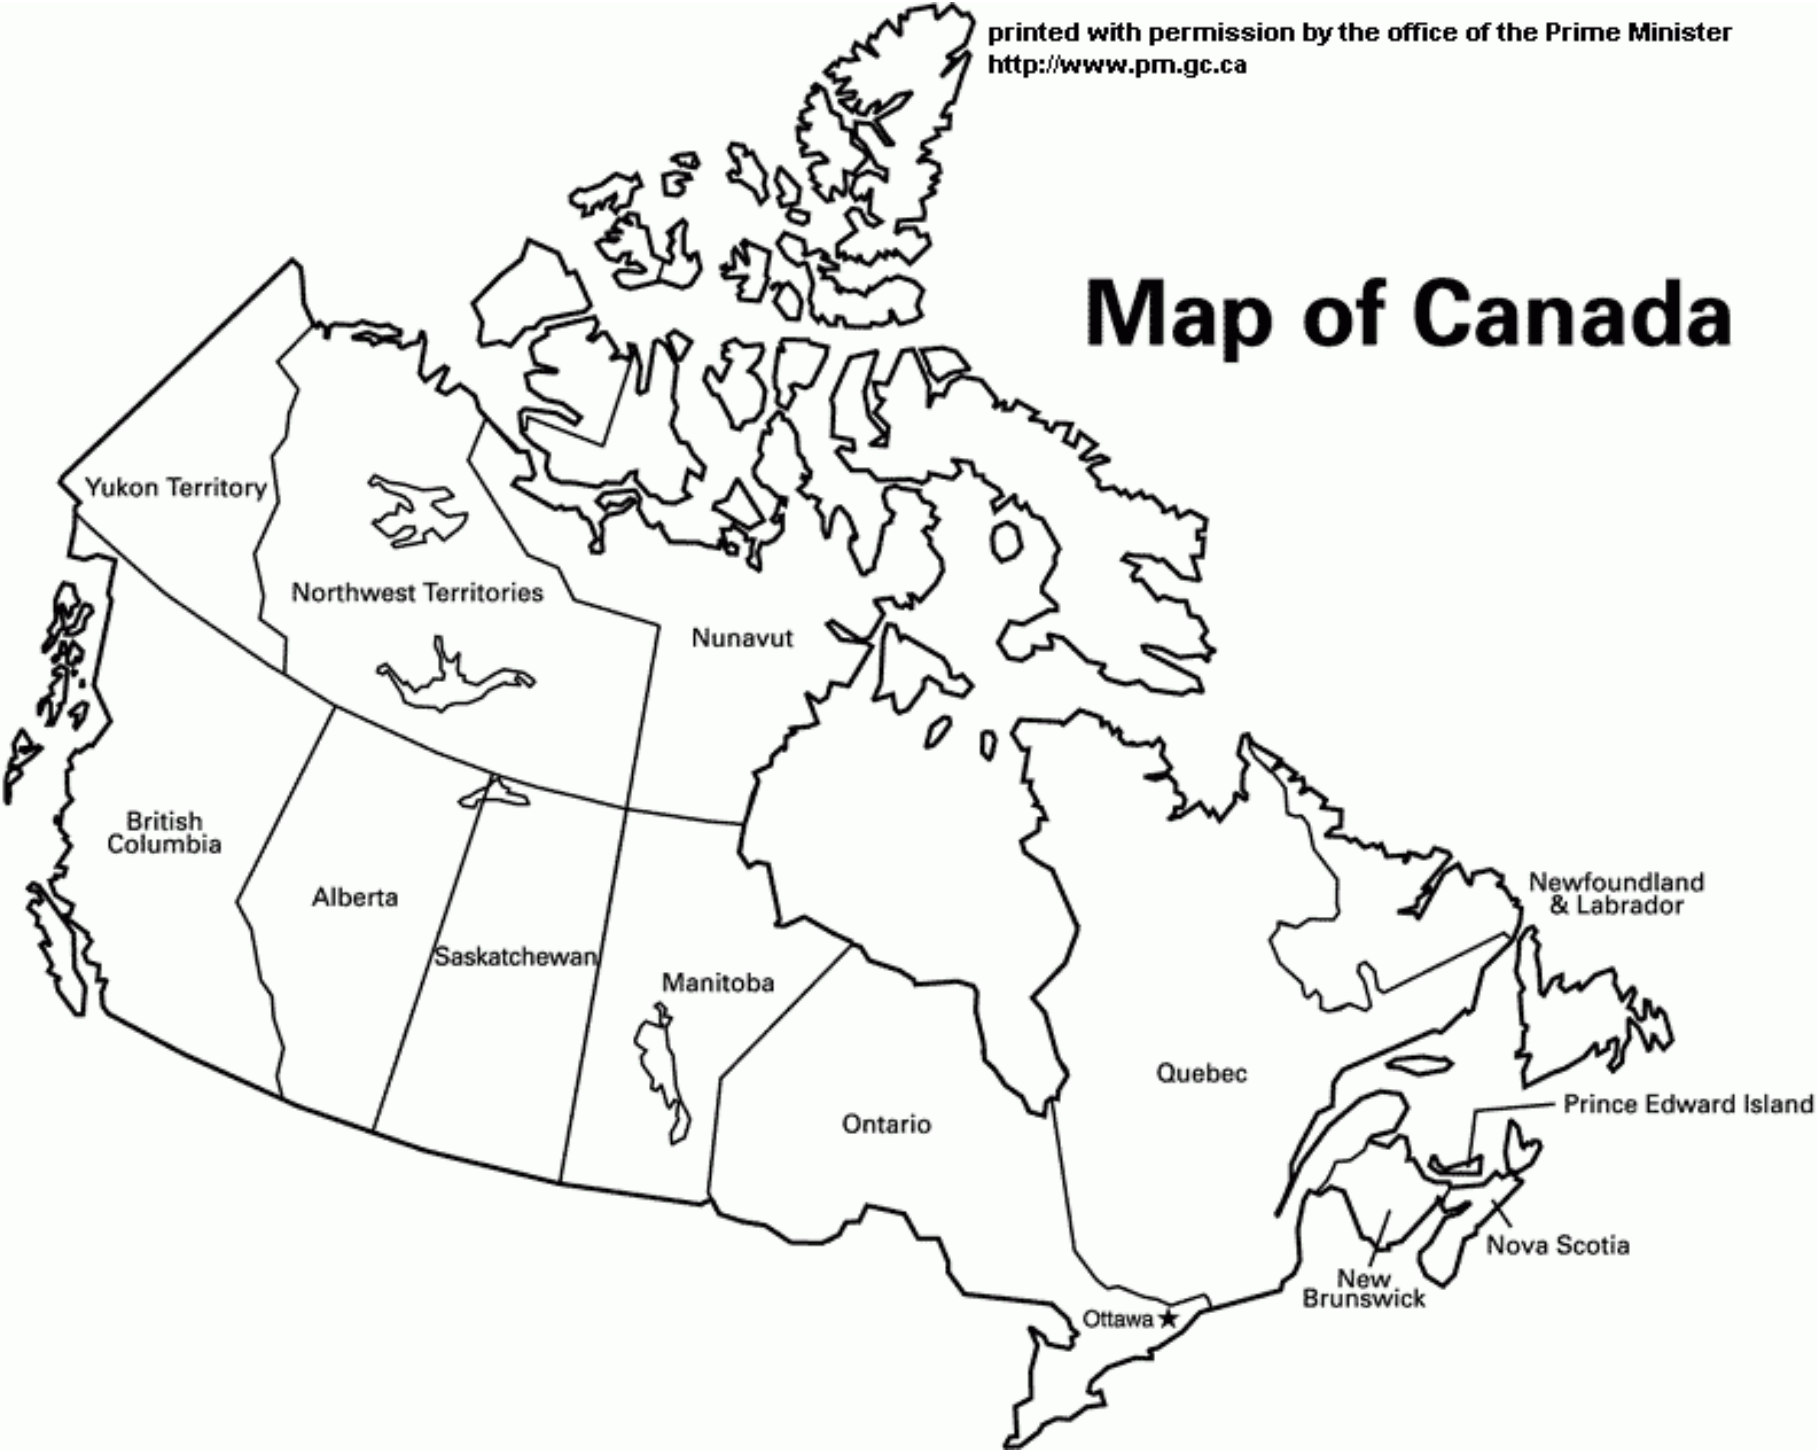 printed with permission by the office of the Prime Minister
http://www.pm.gc.ca
Map of Canada
Yukon Territory
Northwest Territories
Nunavut
British
Columbia
Alberta
Saskatchewan
Manitoba
Newfoundland
& Labrador
Quebec
Ontario
Prince Edward Island
Nova Scotia
New
Brunswick
Ottawa